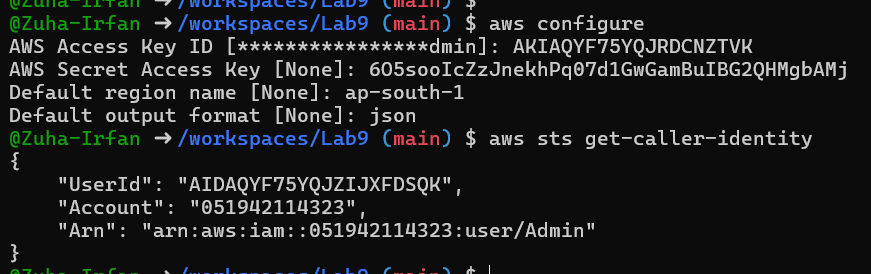 @Zuha-Irfan ➜ /workspaces/Lab9 (main) $
@Zuha-Irfan ➜ /workspaces/Lab9 (main) $ aws configure
AWS Access Key ID [****************dmin]: AKIAQYF75YQJRDCNZTVK
AWS Secret Access Key [None]: 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
Default region name [None]: ap-south-1
Default output format [None]: json
@Zuha-Irfan ➜ /workspaces/Lab9 (main) $ aws sts get-caller-identity
{
    "UserId": "AIDAQYF75YQJZIJXFDSQK",
    "Account": "051942114323",
    "Arn": "arn:aws:iam::051942114323:user/Admin"
}
@Zuha-Irfan ➜ /workspaces/Lab9 (main) $